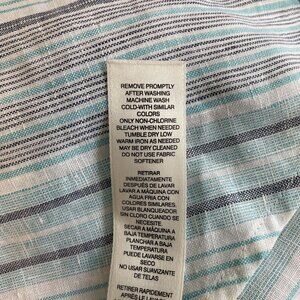 REMOVE PROMPTLY
AFTER WASHING
MACHINE WASH
COLD-WITH SIMILAR
COLORS
ONLY NON-CHLORINE
BLEACH WHEN NEEDED
TUMBLE DRY LOW
WARM IRON AS NEEDED
MAY BE DRY CLEANED
DO NOT USE FABRIC
SOFTENER
RETIRAR
INMEDIATAMENTE
DESPUÉS DE LAVAR
LAVAR A MÁQUINA CON
AGUA FRIA CON
COLORES SIMILARES.
USAR BLANQUEADOR
SIN CLORO CUANDO SE
NECESITE
SECAR A MÁQUINA A
BAJA TEMPERATURA
PLANCHAR A BAJA
TEMPERATURA
PUEDE LAVARSE EN
SECO
NO USAR SUAVIZANTE
DE TELAS
RETIRER RAPIDEMENT
APRÈS LE